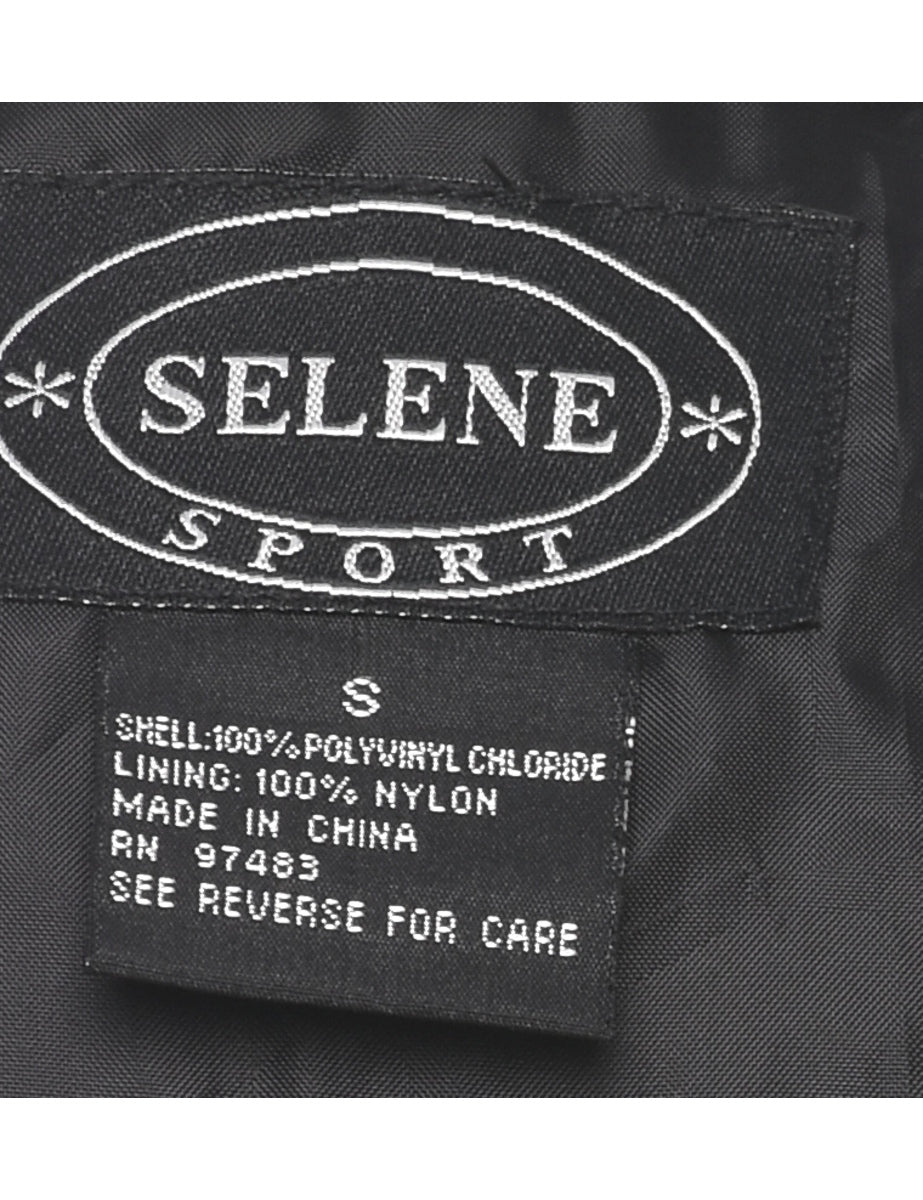 SELENE
SPORT
S
SHELL:100% POLYVINYL CHLORIDE
LINING: 100% NYLON
MADE IN CHINA
RN 97483
SEE REVERSE FOR CARE